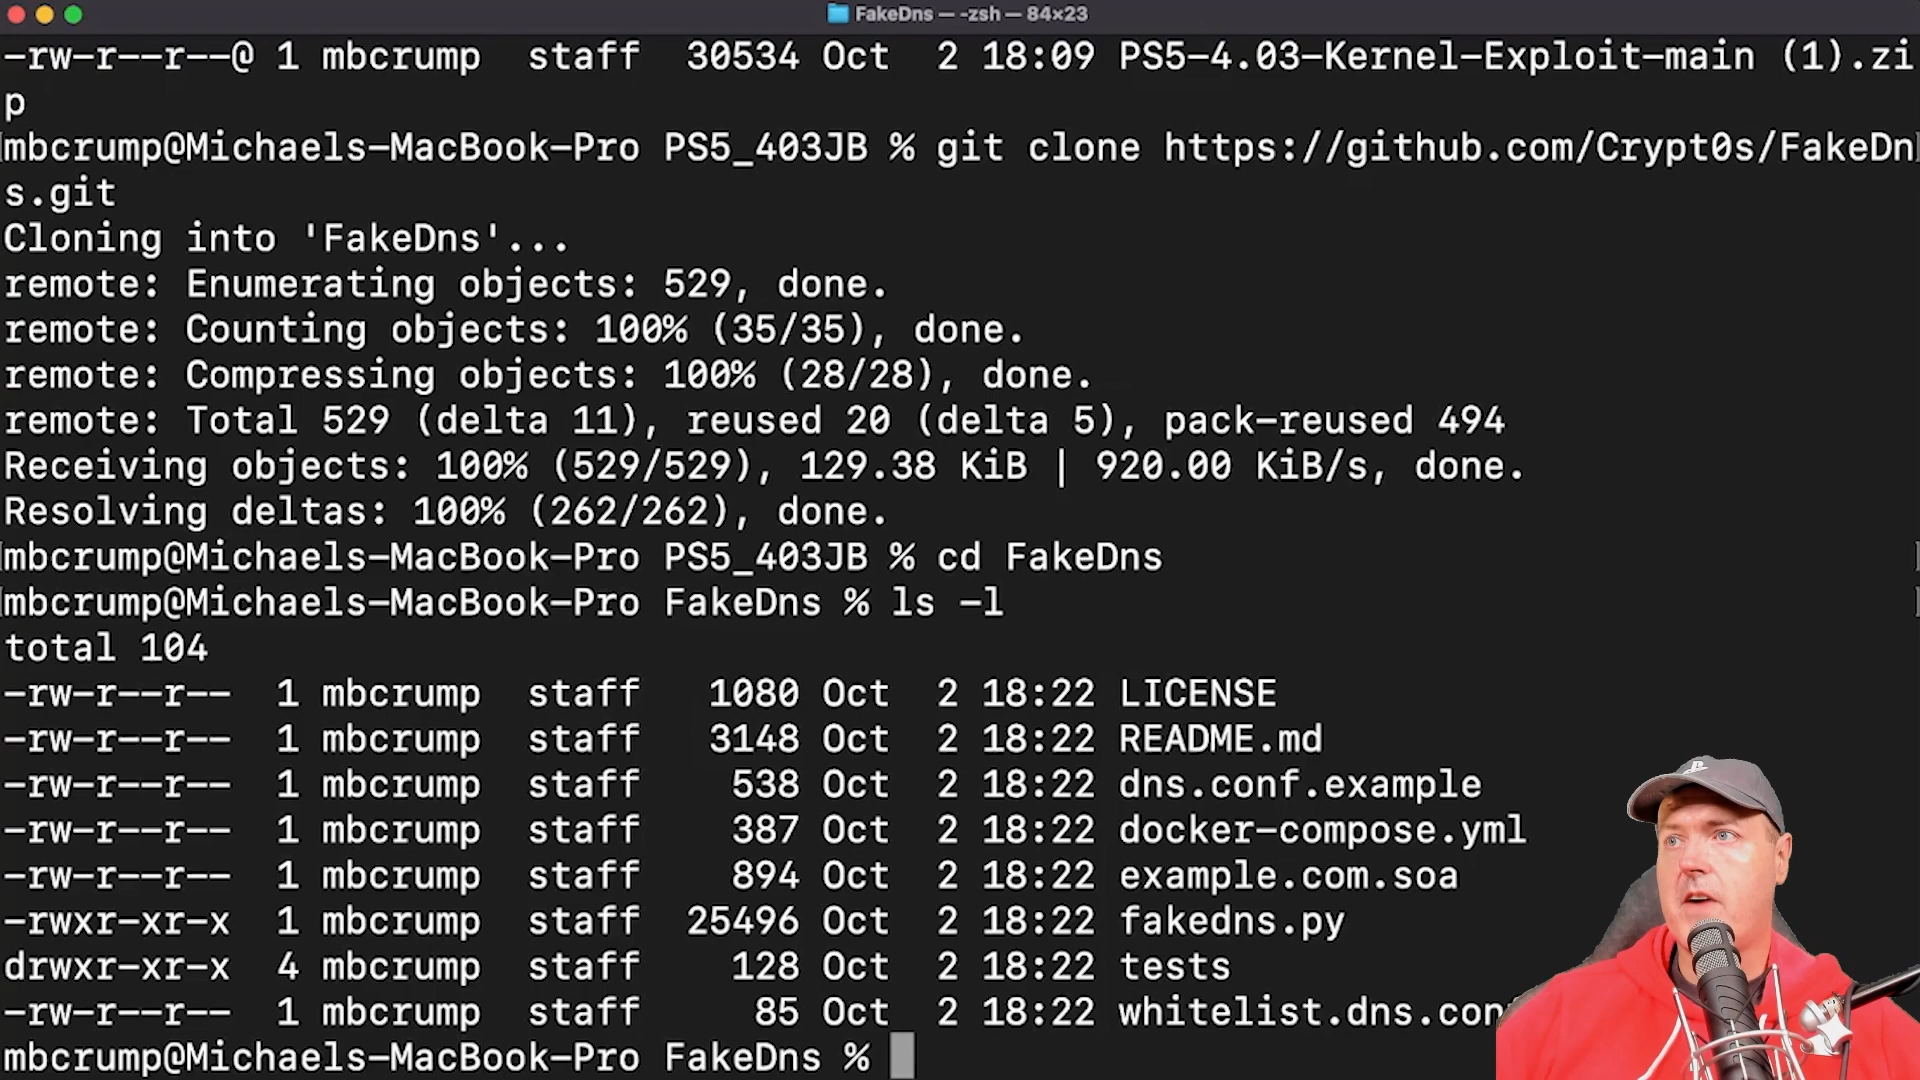 FakeDns — -zsh — 84×23
-rw-r--r--@ 1 mbcrump  staff  30534 Oct  2 18:09 PS5-4.03-Kernel-Exploit-main (1).zi
p
mbcrump@Michaels-MacBook-Pro PS5_403JB % git clone https://github.com/Crypt0s/FakeDn
s.git
Cloning into 'FakeDns'...
remote: Enumerating objects: 529, done.
remote: Counting objects: 100% (35/35), done.
remote: Compressing objects: 100% (28/28), done.
remote: Total 529 (delta 11), reused 20 (delta 5), pack-reused 494
Receiving objects: 100% (529/529), 129.38 KiB | 920.00 KiB/s, done.
Resolving deltas: 100% (262/262), done.
mbcrump@Michaels-MacBook-Pro PS5_403JB % cd FakeDns
mbcrump@Michaels-MacBook-Pro FakeDns % ls -l
total 104
-rw-r--r--  1 mbcrump  staff   1080 Oct  2 18:22 LICENSE
-rw-r--r--  1 mbcrump  staff   3148 Oct  2 18:22 README.md
-rw-r--r--  1 mbcrump  staff    538 Oct  2 18:22 dns.conf.example
-rw-r--r--  1 mbcrump  staff    387 Oct  2 18:22 docker-compose.yml
-rw-r--r--  1 mbcrump  staff    894 Oct  2 18:22 example.com.soa
-rwxr-xr-x  1 mbcrump  staff  25496 Oct  2 18:22 fakedns.py
drwxr-xr-x  4 mbcrump  staff    128 Oct  2 18:22 tests
-rw-r--r--  1 mbcrump  staff     85 Oct  2 18:22 whitelist.dns.con
mbcrump@Michaels-MacBook-Pro FakeDns %